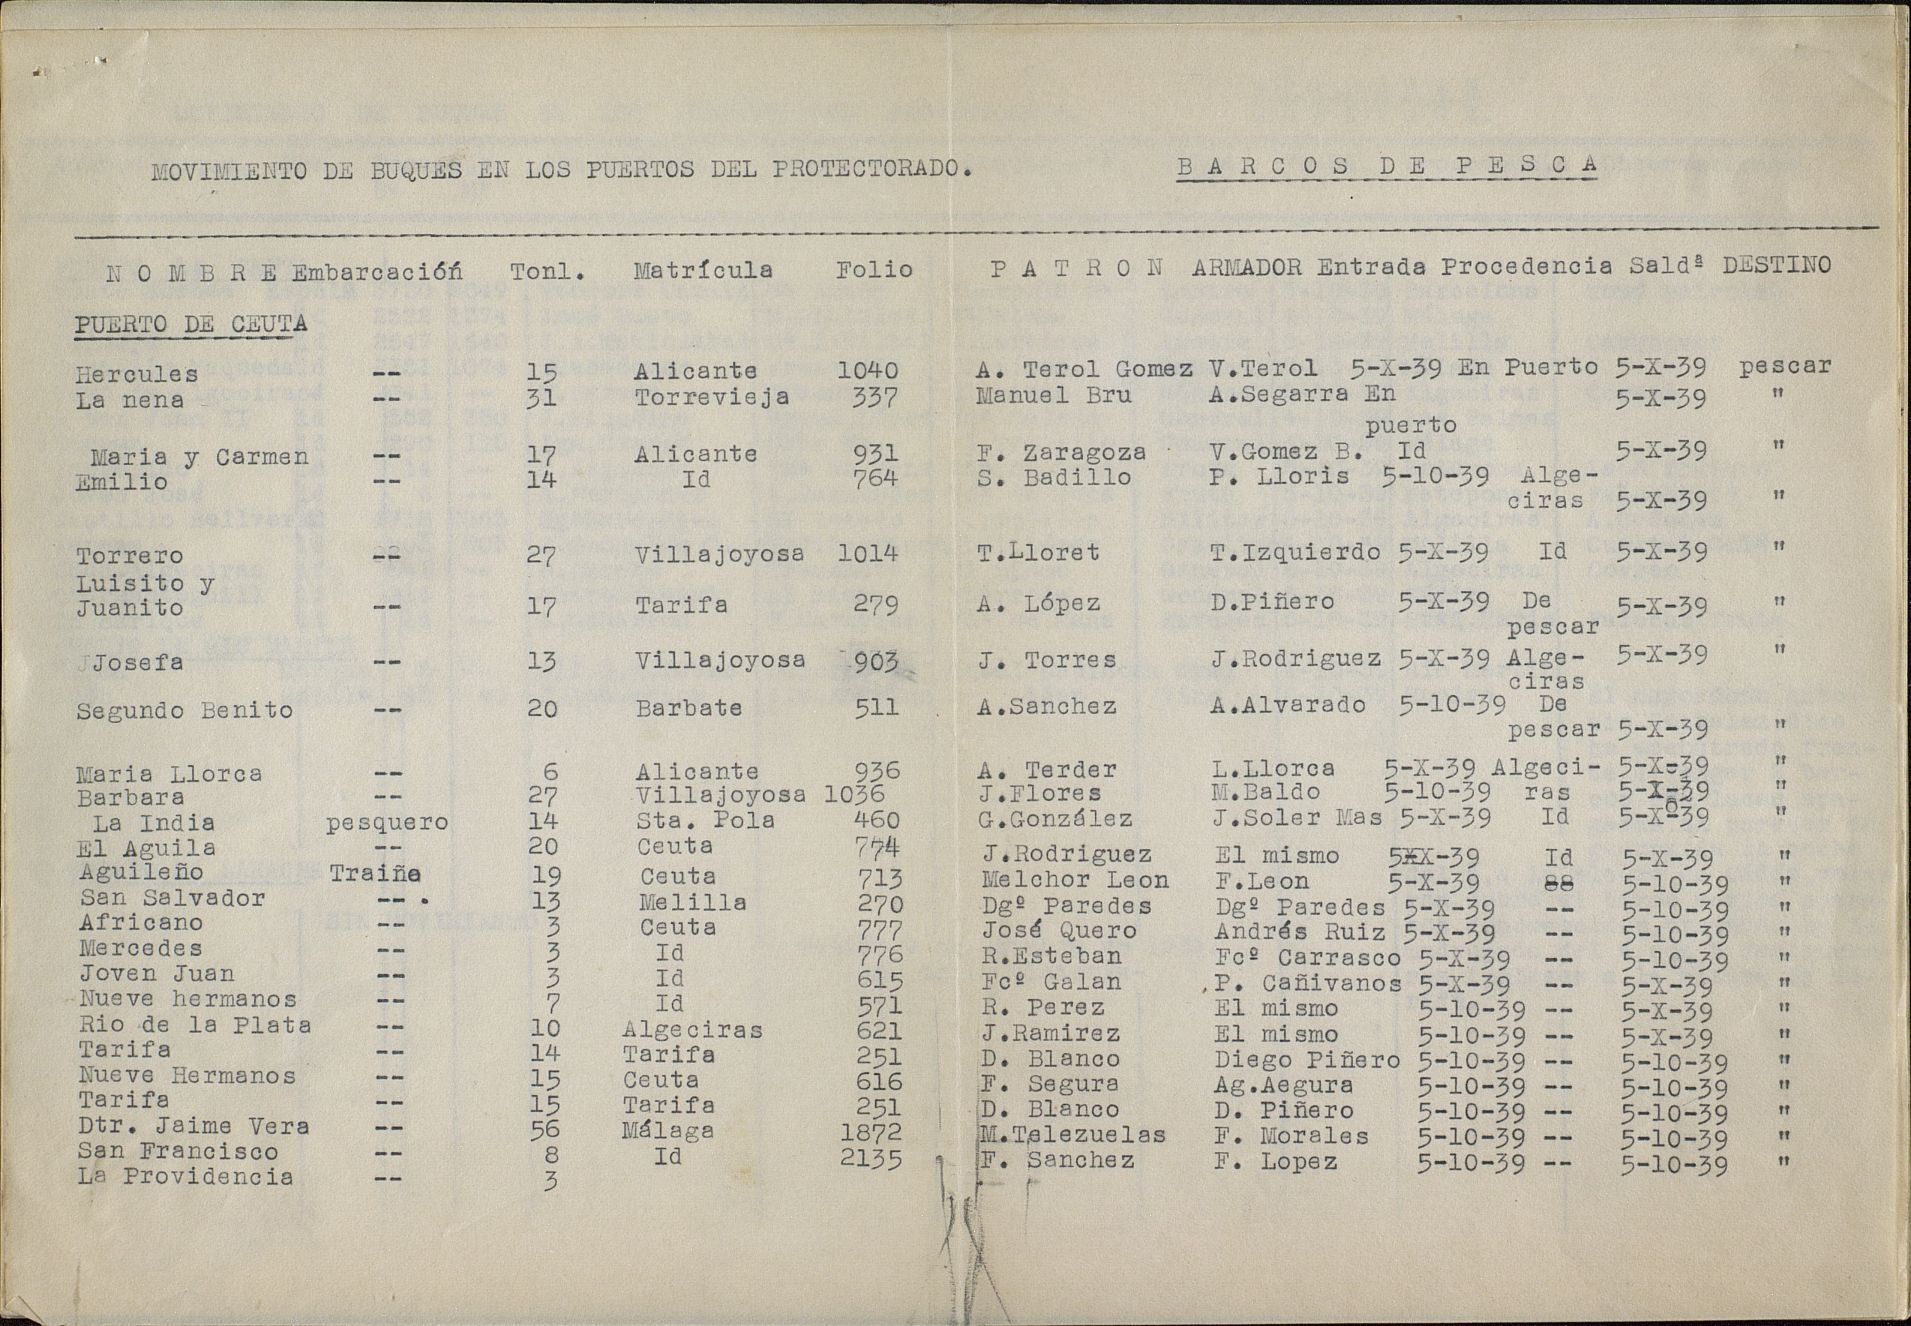 MOVIMIENTO DE BUQUES EN LOS PUERTOS DEL PROTECTORADO. B A R C O S  D E  P E S C A
N O M B R E Embarcación Tonl. Matrícula Folio P A T R O N ARMADOR Entrada Procedencia Saldª DESTINO
PUERTO DE CEUTA
Hercules -- 15 Alicante 1040 A. Terol Gomez V.Terol 5-X-39 En Puerto 5-X-39 pescar
La nena -- 31 Torrevieja 337 Manuel Bru A.Segarra En 5-X-39 "
puerto
Maria y Carmen -- 17 Alicante 931 F. Zaragoza V.Gomez B. Id 5-X-39 "
Emilio -- 14 Id 764 S. Badillo P. Lloris 5-10-39 Alge-
ciras 5-X-39 "
Torrero -- 27 Villajoyosa 1014 T.Lloret T.Izquierdo 5-X-39 Id 5-X-39 "
Luisito y
Juanito -- 17 Tarifa 279 A. López D.Piñero 5-X-39 De 5-X-39 "
pescar
JJosefa -- 13 Villajoyosa 903 J. Torres J.Rodriguez 5-X-39 Alge- 5-X-39 "
ciras
Segundo Benito -- 20 Barbate 511 A.Sanchez A.Alvarado 5-10-39 De
pescar 5-X-39 "
Maria Llorca -- 6 Alicante 936 A. Terder L.Llorca 5-X-39 Algeci- 5-X-39 "
Barbara -- 27 Villajoyosa 1036 J.Flores M.Baldo 5-10-39 ras 5-X-39 "
La India pesquero 14 Sta. Pola 460 G.González J.Soler Mas 5-X-39 Id 5-X-39 "
El Aguila -- 20 Ceuta 774 J.Rodriguez El mismo 5XX-39 Id 5-X-39 "
Aguileño Traiña 19 Ceuta 713 Melchor Leon F.Leon 5-X-39 88 5-10-39 "
San Salvador -- . 13 Melilla 270 Dgº Paredes Dgº Paredes 5-X-39 -- 5-10-39 "
Africano -- 3 Ceuta 777 José Quero Andrés Ruiz 5-X-39 -- 5-10-39 "
Mercedes -- 3 Id 776 R.Esteban Fcº Carrasco 5-X-39 -- 5-10-39 "
Joven Juan -- 3 Id 615 Fcº Galan P. Cañivanos 5-X-39 -- 5-X-39 "
Nueve hermanos -- 7 Id 571 R. Perez El mismo 5-10-39 -- 5-X-39 "
Rio de la Plata -- 10 Algeciras 621 J.Ramirez El mismo 5-10-39 -- 5-X-39 "
Tarifa -- 14 Tarifa 251 D. Blanco Diego Piñero 5-10-39 -- 5-10-39 "
Nueve Hermanos -- 15 Ceuta 616 F. Segura Ag.Aegura 5-10-39 -- 5-10-39 "
Tarifa -- 15 Tarifa 251 D. Blanco D. Piñero 5-10-39 -- 5-10-39 "
Dtr. Jaime Vera -- 56 Málaga 1872 M.Telezuelas F. Morales 5-10-39 -- 5-10-39 "
San Francisco -- 8 Id 2135 F. Sanchez F. Lopez 5-10-39 -- 5-10-39 "
La Providencia -- 3